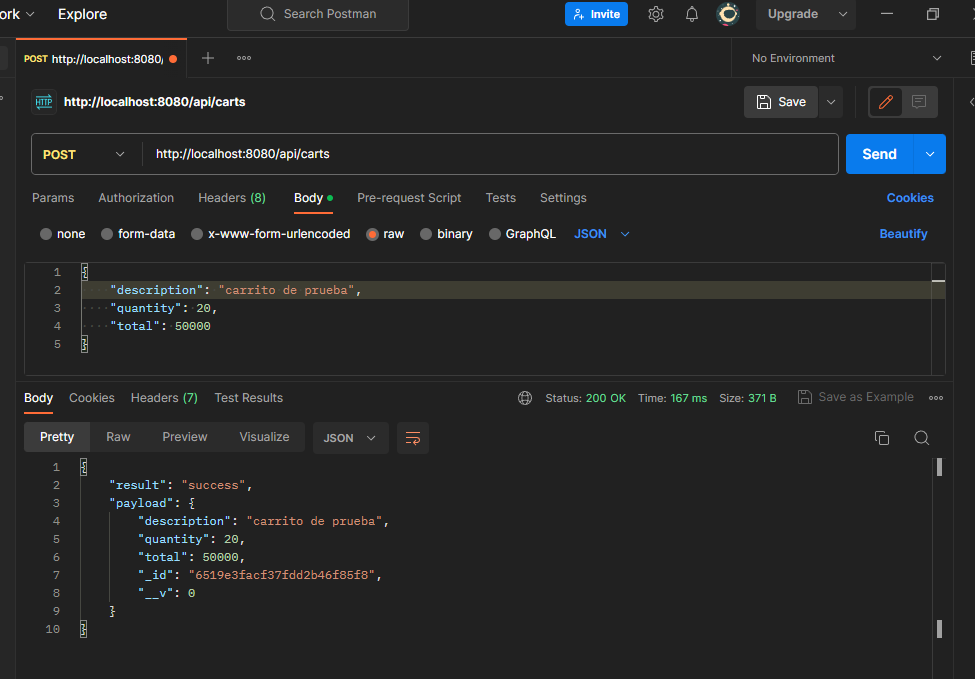 ork Explore Search Postman Invite Upgrade
POST http://localhost:8080/ No Environment
HTTP http://localhost:8080/api/carts Save
POST http://localhost:8080/api/carts Send
Params Authorization Headers (8) Body Pre-request Script Tests Settings Cookies
none form-data x-www-form-urlencoded raw binary GraphQL JSON Beautify
1 {
2 "description": "carrito de prueba",
3 "quantity": 20,
4 "total": 50000
5 }
Body Cookies Headers (7) Test Results Status: 200 OK Time: 167 ms Size: 371 B Save as Example
Pretty Raw Preview Visualize JSON
1 {
2 "result": "success",
3 "payload": {
4 "description": "carrito de prueba",
5 "quantity": 20,
6 "total": 50000,
7 "_id": "6519e3facf37fdd2b46f85f8",
8 "__v": 0
9 }
10 }